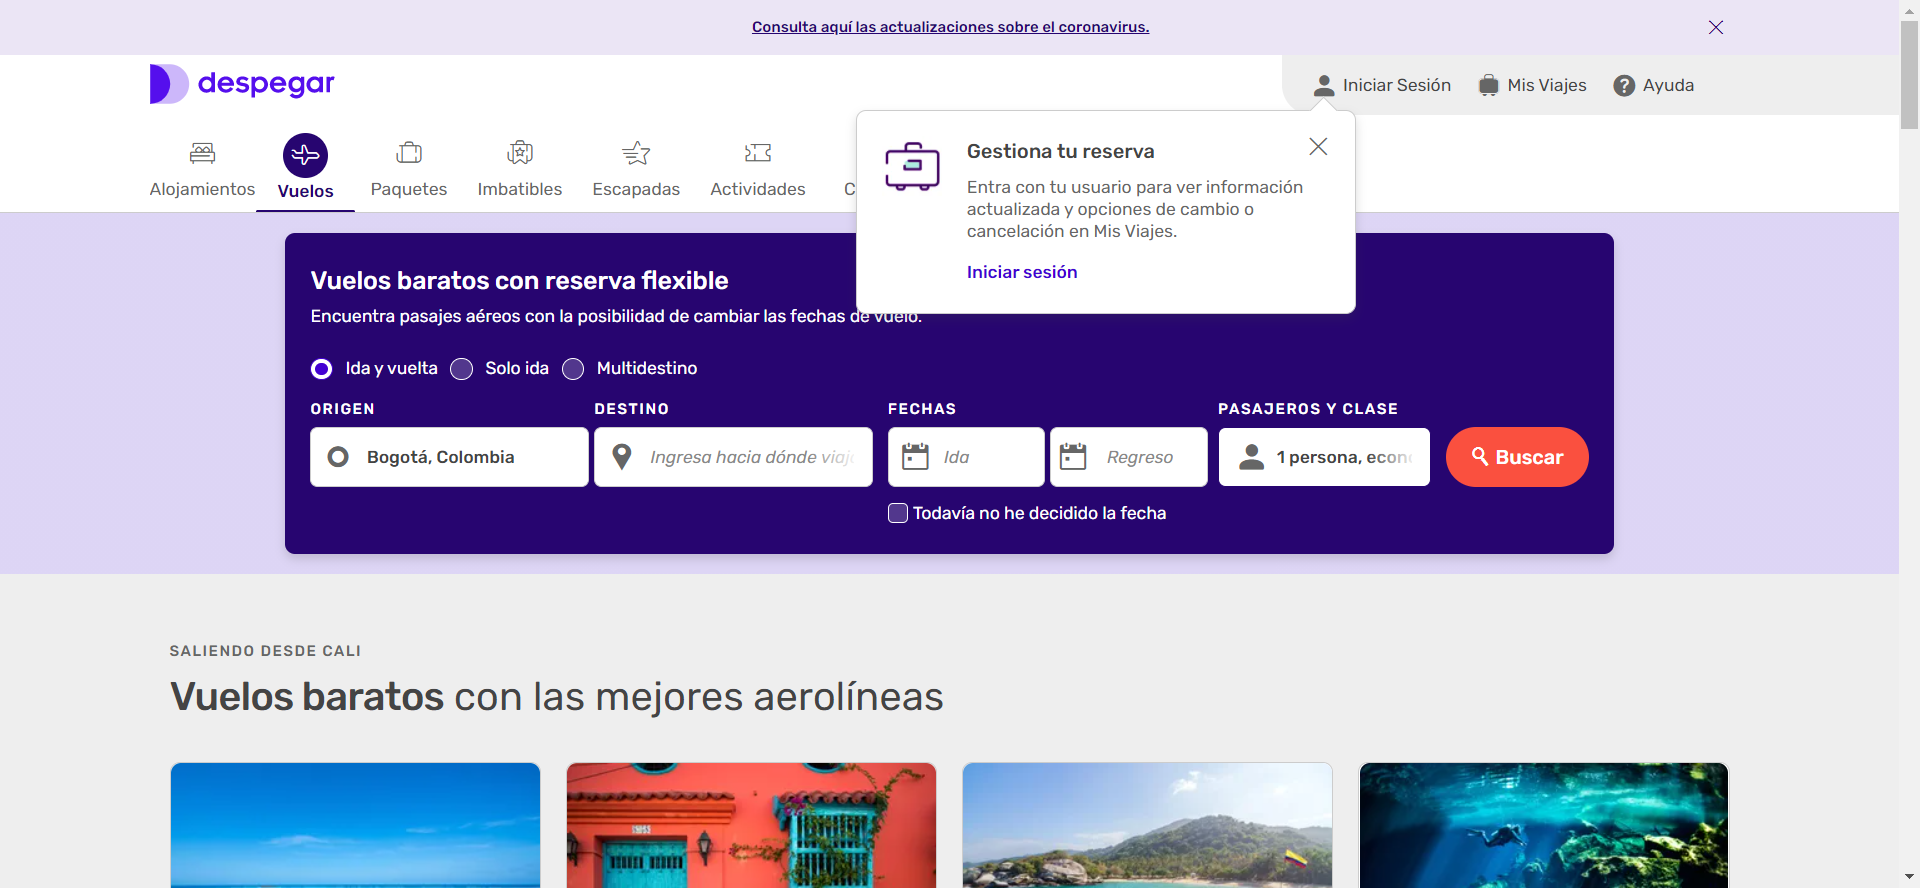 Consulta aquí las actualizaciones sobre el coronavirus.
despegar
Iniciar Sesión
Mis Viajes
Ayuda
Alojamientos
Vuelos
Paquetes
Imbatibles
Escapadas
Actividades
C
Gestiona tu reserva
Entra con tu usuario para ver información
actualizada y opciones de cambio o
cancelación en Mis Viajes.
Iniciar sesión
Vuelos baratos con reserva flexible
Encuentra pasajes aéreos con la posibilidad de cambiar las fechas de vuelo.
Ida y vuelta
Solo ida
Multidestino
ORIGEN
DESTINO
FECHAS
PASAJEROS Y CLASE
Bogotá, Colombia
Ingresa hacia dónde viaj
Ida
Regreso
1 persona, econ
Buscar
Todavía no he decidido la fecha
SALIENDO DESDE CALI
Vuelos baratos con las mejores aerolíneas